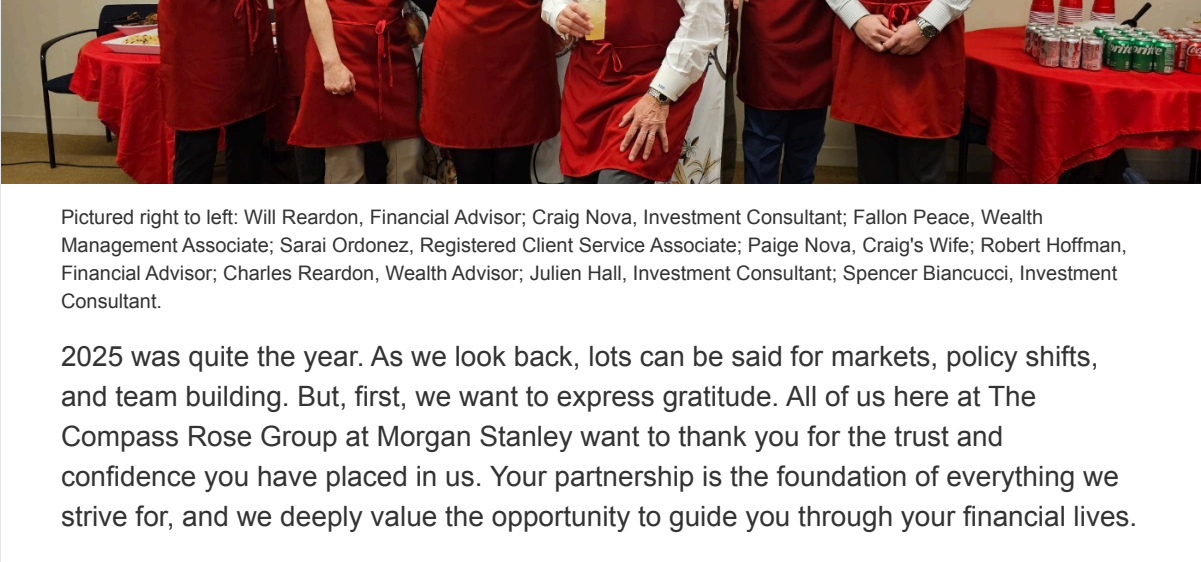 Sprite
Pictured right to left: Will Reardon, Financial Advisor; Craig Nova, Investment Consultant; Fallon Peace, Wealth
Management Associate; Sarai Ordonez, Registered Client Service Associate; Paige Nova, Craig's Wife; Robert Hoffman,
Financial Advisor; Charles Reardon, Wealth Advisor; Julien Hall, Investment Consultant; Spencer Biancucci, Investment
Consultant.
2025 was quite the year. As we look back, lots can be said for markets, policy shifts,
and team building. But, first, we want to express gratitude. All of us here at The
Compass Rose Group at Morgan Stanley want to thank you for the trust and
confidence you have placed in us. Your partnership is the foundation of everything we
strive for, and we deeply value the opportunity to guide you through your financial lives.